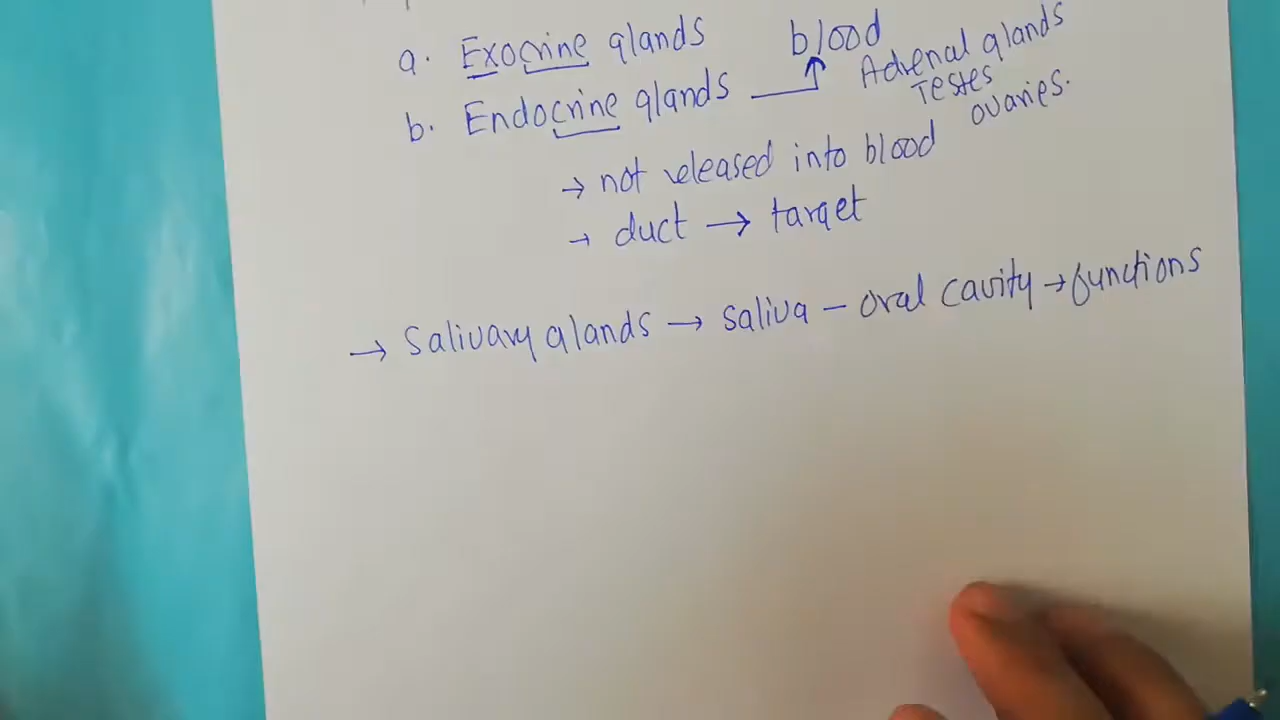 a. Exocrine glands
blood
b. Endocrine glands
Adrenal glands
Testes
ovaries.
→ not released into blood
→ duct → target
→ Salivary glands → saliva – oral cavity → functions